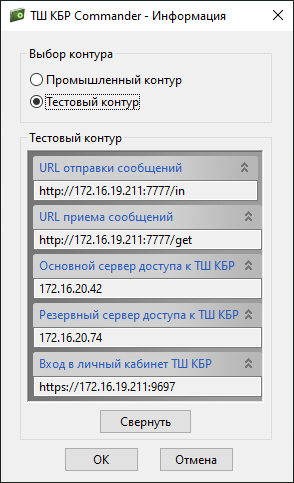 ТШ КБР Commander - Информация
Выбор контура
Промышленный контур
Тестовый контур
Тестовый контур
URL отправки сообщений
http://172.16.19.211:7777/in
URL приема сообщений
http://172.16.19.211:7777/get
Основной сервер доступа к ТШ КБР
172.16.20.42
Резервный сервер доступа к ТШ КБР
172.16.20.74
Вход в личный кабинет ТШ КБР
https://172.16.19.211:9697
Свернуть
ОК Отмена